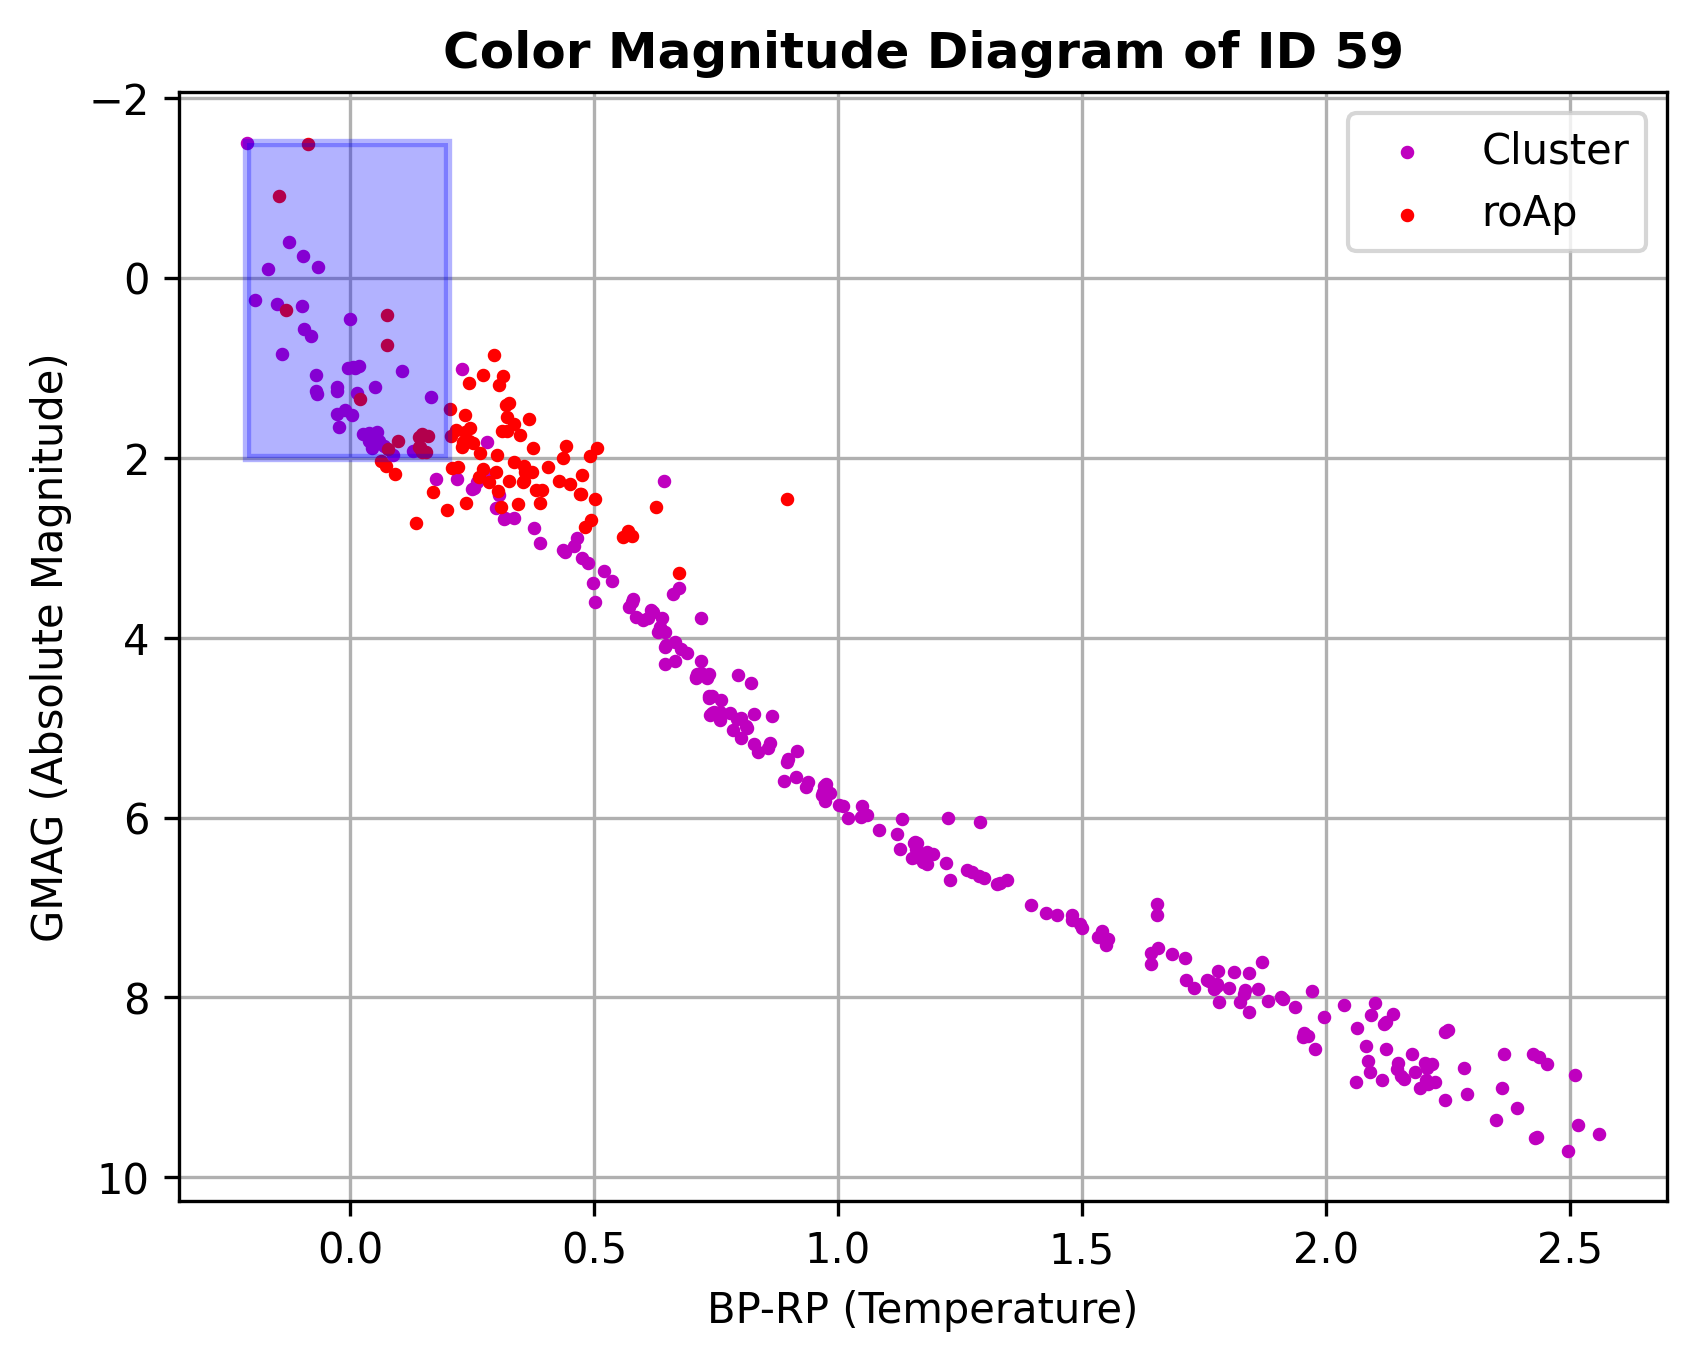 Color Magnitude Diagram of ID 59
−2
0
2
4
6
8
10
GMAG (Absolute Magnitude)
Cluster
roAp
0.0 0.5 1.0 1.5 2.0 2.5
BP-RP (Temperature)